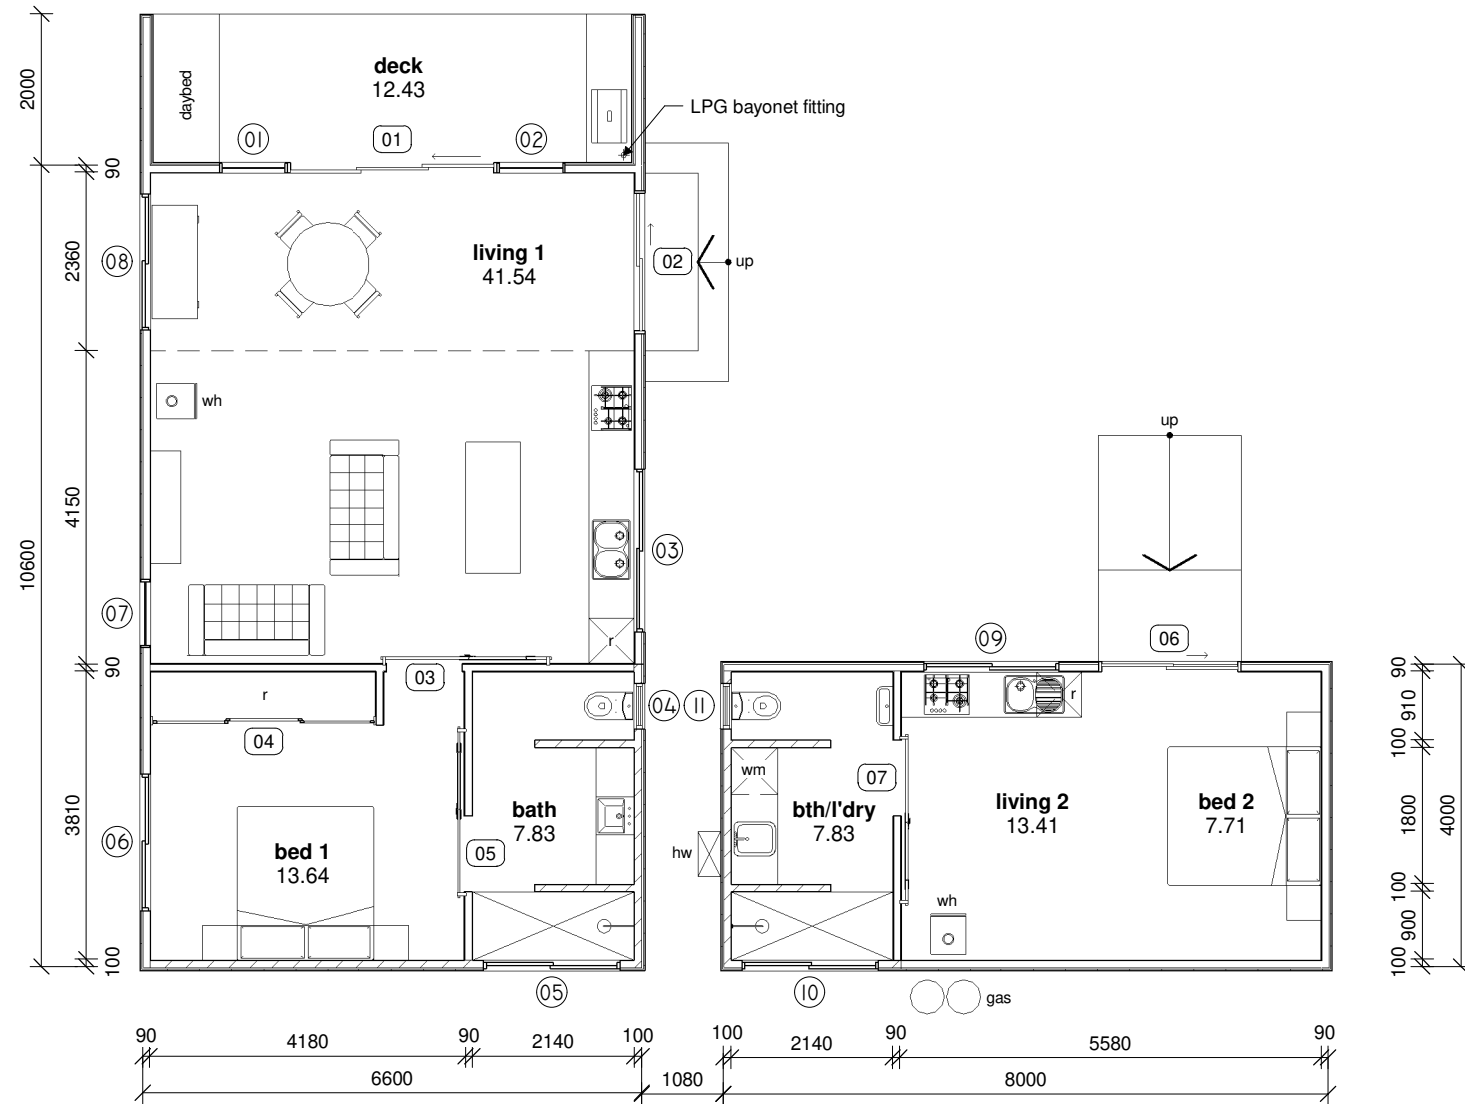 deck
12.43
daybed
LPG bayonet fitting
01
01
02
2000
90
living 1
41.54
08
02
up
2360
wh
4150
10600
03
07
r
90
03
r
04
04
11
09
06
up
r
90
910
100
wm
07
bath
7.83
bth/l'dry
7.83
living 2
13.41
bed 2
7.71
1800
4000
3810
06
bed 1
13.64
05
hw
wh
100
900
100
100
05
10
gas
90
4180
90
2140
100
100
2140
90
5580
90
6600
1080
8000